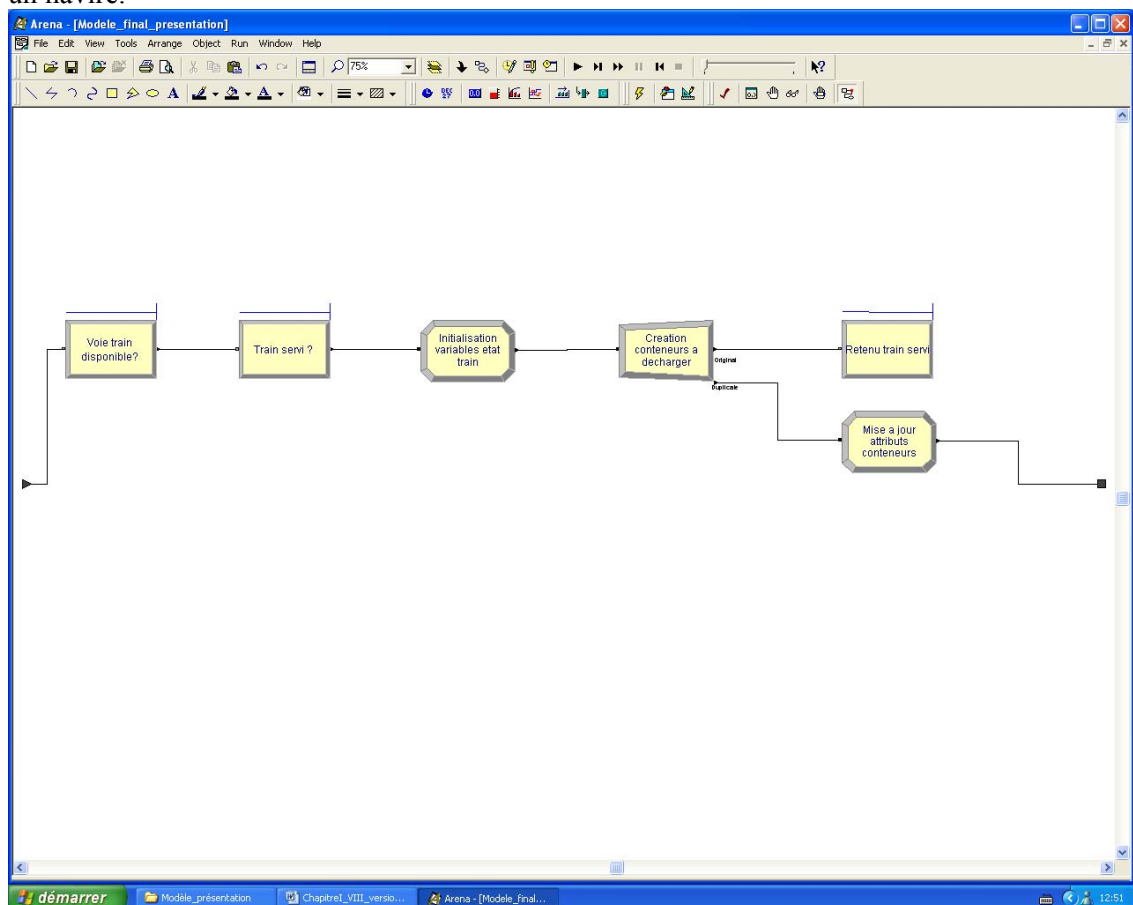 un navire.
Arena - [Modele_final_presentation]
File Edit View Tools Arrange Object Run Window Help
75%
Voie train
disponible?
Train servi ?
Initialisation
variables etat
train
Creation
conteneurs a
decharger
Original
Duplicate
Retenu train servi
Mise a jour
attributs
conteneurs
démarrer
Modèle_présentation
ChapitreI_VIII_versio...
Arena - [Modele_final...
12:51